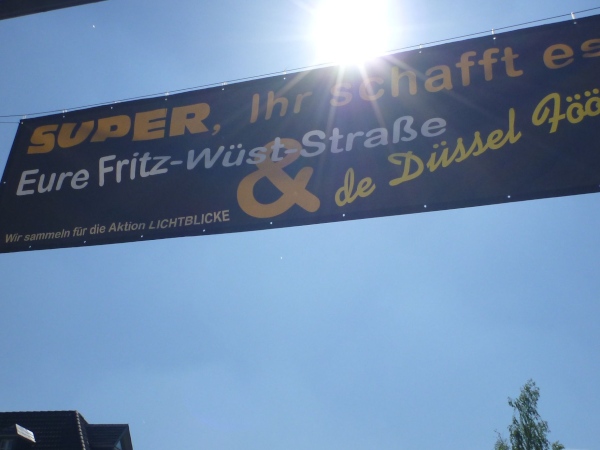 SUPER, Ihr schafft es
Eure Fritz-Wüst-Straße
& de Düssel Föö
Wir sammeln für die Aktion LICHTBLICKE